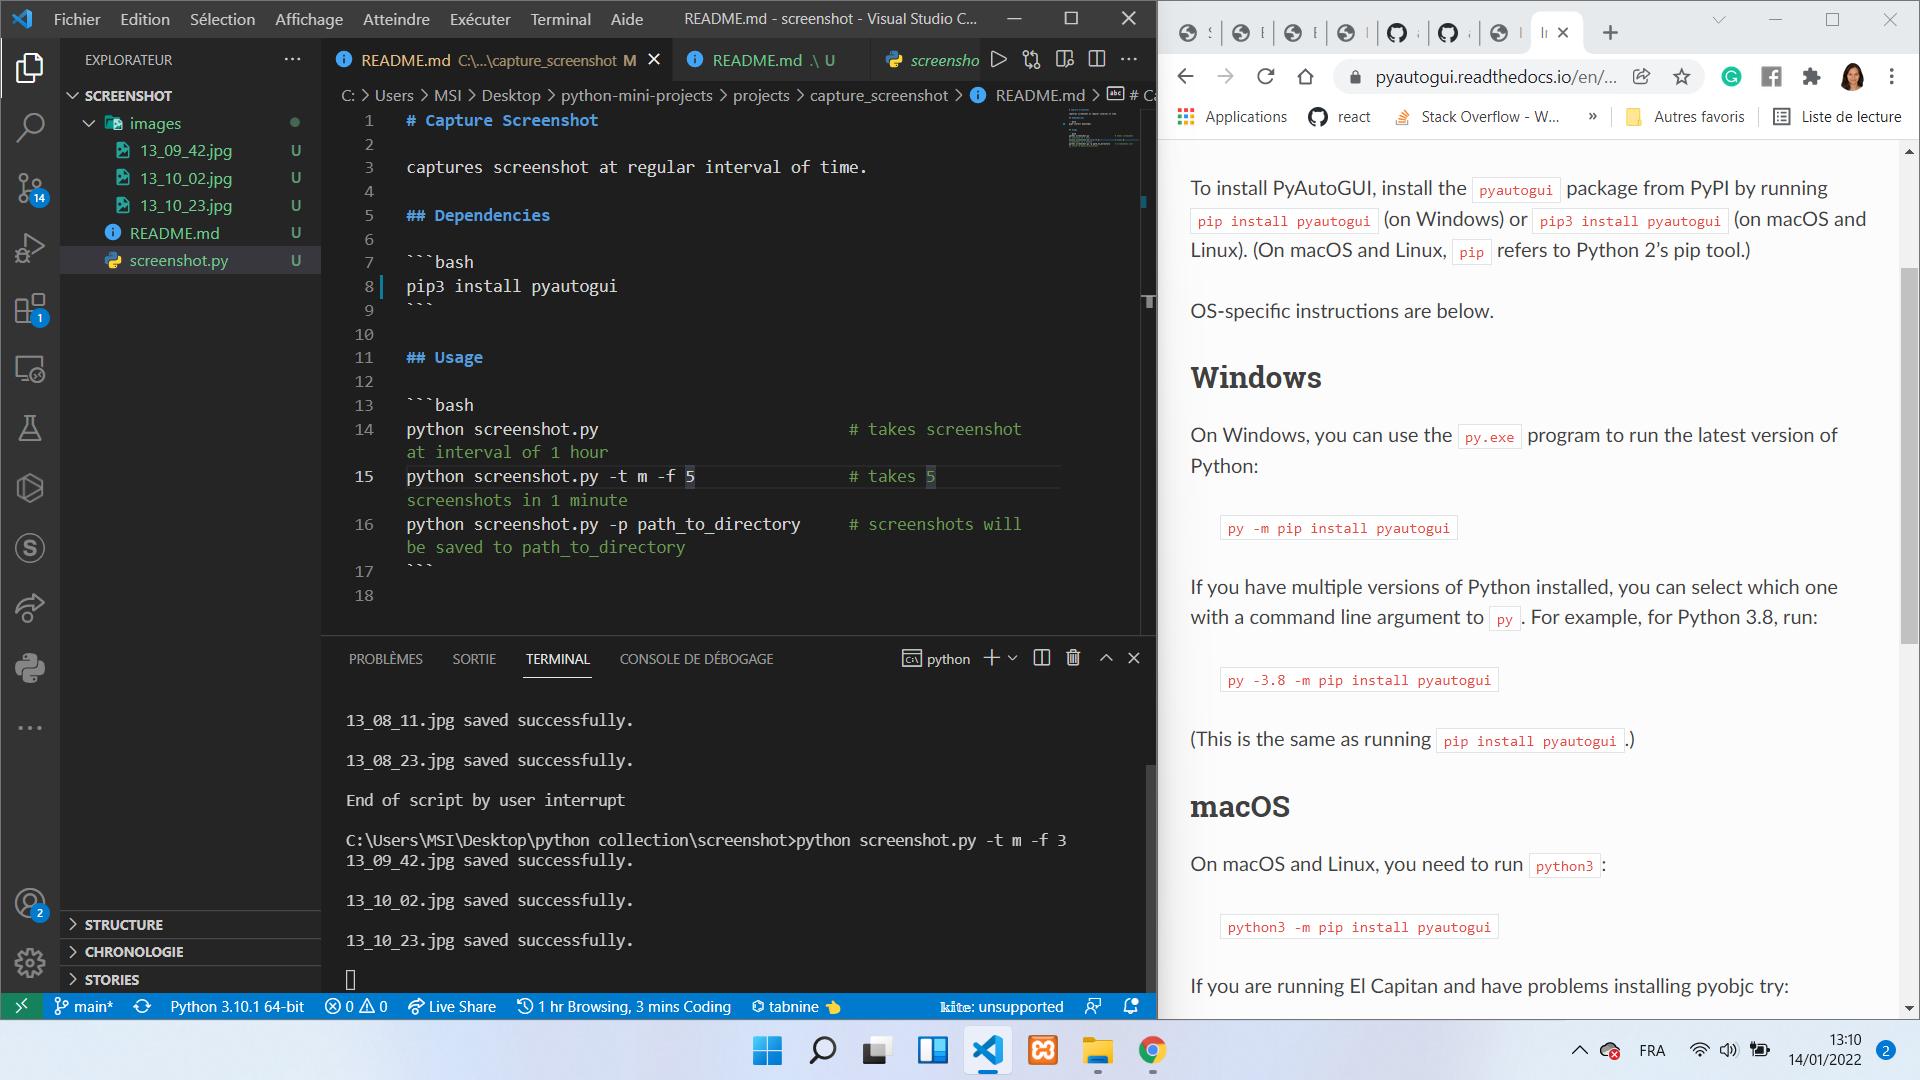 Fichier Edition Sélection Affichage Atteindre Exécuter Terminal Aide README.md - screenshot - Visual Studio C...
EXPLORATEUR
SCREENSHOT
images
13_09_42.jpg U
13_10_02.jpg U
13_10_23.jpg U
README.md U
screenshot.py U
14
1
2
STRUCTURE
CHRONOLOGIE
STORIES
README.md C:\...\capture_screenshot M
README.md .\ U
screensho
C: > Users > MSI > Desktop > python-mini-projects > projects > capture_screenshot > README.md > # Ca
1 # Capture Screenshot
2
3 captures screenshot at regular interval of time.
4
5 ## Dependencies
6
7 ```bash
8 pip3 install pyautogui
9 ```
10
11 ## Usage
12
13 ```bash
14 python screenshot.py # takes screenshot
at interval of 1 hour
15 python screenshot.py -t m -f 5 # takes 5
screenshots in 1 minute
16 python screenshot.py -p path_to_directory # screenshots will
be saved to path_to_directory
17 ```
18
PROBLÈMES SORTIE TERMINAL CONSOLE DE DÉBOGAGE python
13_08_11.jpg saved successfully.
13_08_23.jpg saved successfully.
End of script by user interrupt
C:\Users\MSI\Desktop\python collection\screenshot>python screenshot.py -t m -f 3
13_09_42.jpg saved successfully.
13_10_02.jpg saved successfully.
13_10_23.jpg saved successfully.
main* Python 3.10.1 64-bit 0 0 Live Share 1 hr Browsing, 3 mins Coding tabnine kite: unsupported
pyautogui.readthedocs.io/en/...
Applications react Stack Overflow - W... » Autres favoris Liste de lecture
To install PyAutoGUI, install the pyautogui package from PyPI by running
pip install pyautogui (on Windows) or pip3 install pyautogui (on macOS and
Linux). (On macOS and Linux, pip refers to Python 2’s pip tool.)
OS-specific instructions are below.
Windows
On Windows, you can use the py.exe program to run the latest version of
Python:
py -m pip install pyautogui
If you have multiple versions of Python installed, you can select which one
with a command line argument to py . For example, for Python 3.8, run:
py -3.8 -m pip install pyautogui
(This is the same as running pip install pyautogui .)
macOS
On macOS and Linux, you need to run python3 :
python3 -m pip install pyautogui
If you are running El Capitan and have problems installing pyobjc try:
FRA
13:10
14/01/2022
2